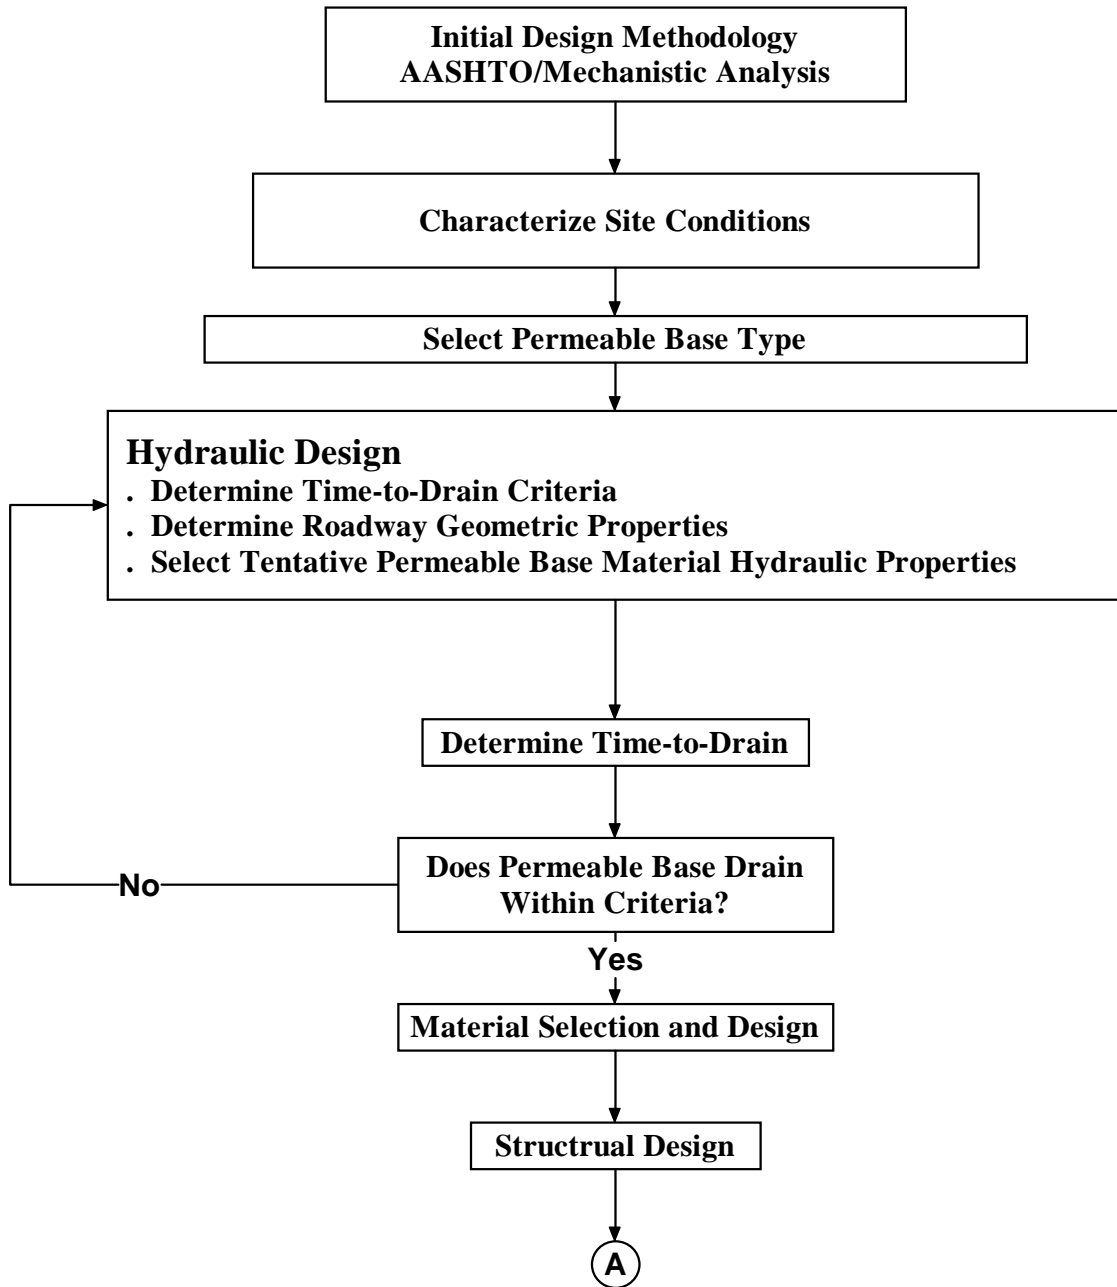 Initial Design Methodology
AASHTO/Mechanistic Analysis
Characterize Site Conditions
Select Permeable Base Type
Hydraulic Design
. Determine Time-to-Drain Criteria
. Determine Roadway Geometric Properties
. Select Tentative Permeable Base Material Hydraulic Properties
Determine Time-to-Drain
Does Permeable Base Drain
Within Criteria?
No
Yes
Material Selection and Design
Structrual Design
A